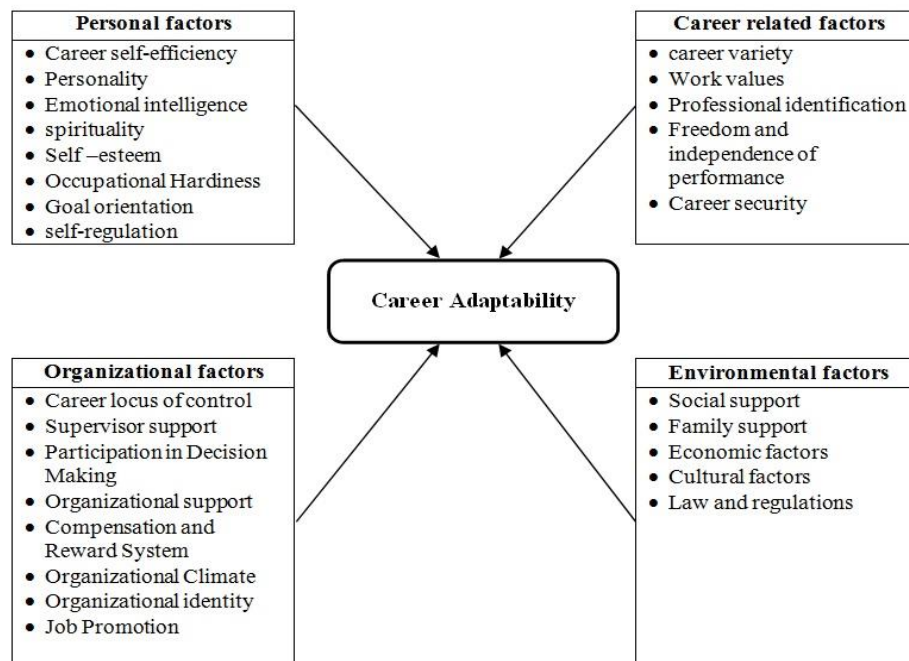 Personal factors
• Career self-efficiency
• Personality
• Emotional intelligence
• spirituality
• Self –esteem
• Occupational Hardiness
• Goal orientation
• self-regulation
Career related factors
• career variety
• Work values
• Professional identification
• Freedom and
independence of
performance
• Career security
Career Adaptability
Organizational factors
• Career locus of control
• Supervisor support
• Participation in Decision
Making
• Organizational support
• Compensation and
Reward System
• Organizational Climate
• Organizational identity
• Job Promotion
Environmental factors
• Social support
• Family support
• Economic factors
• Cultural factors
• Law and regulations